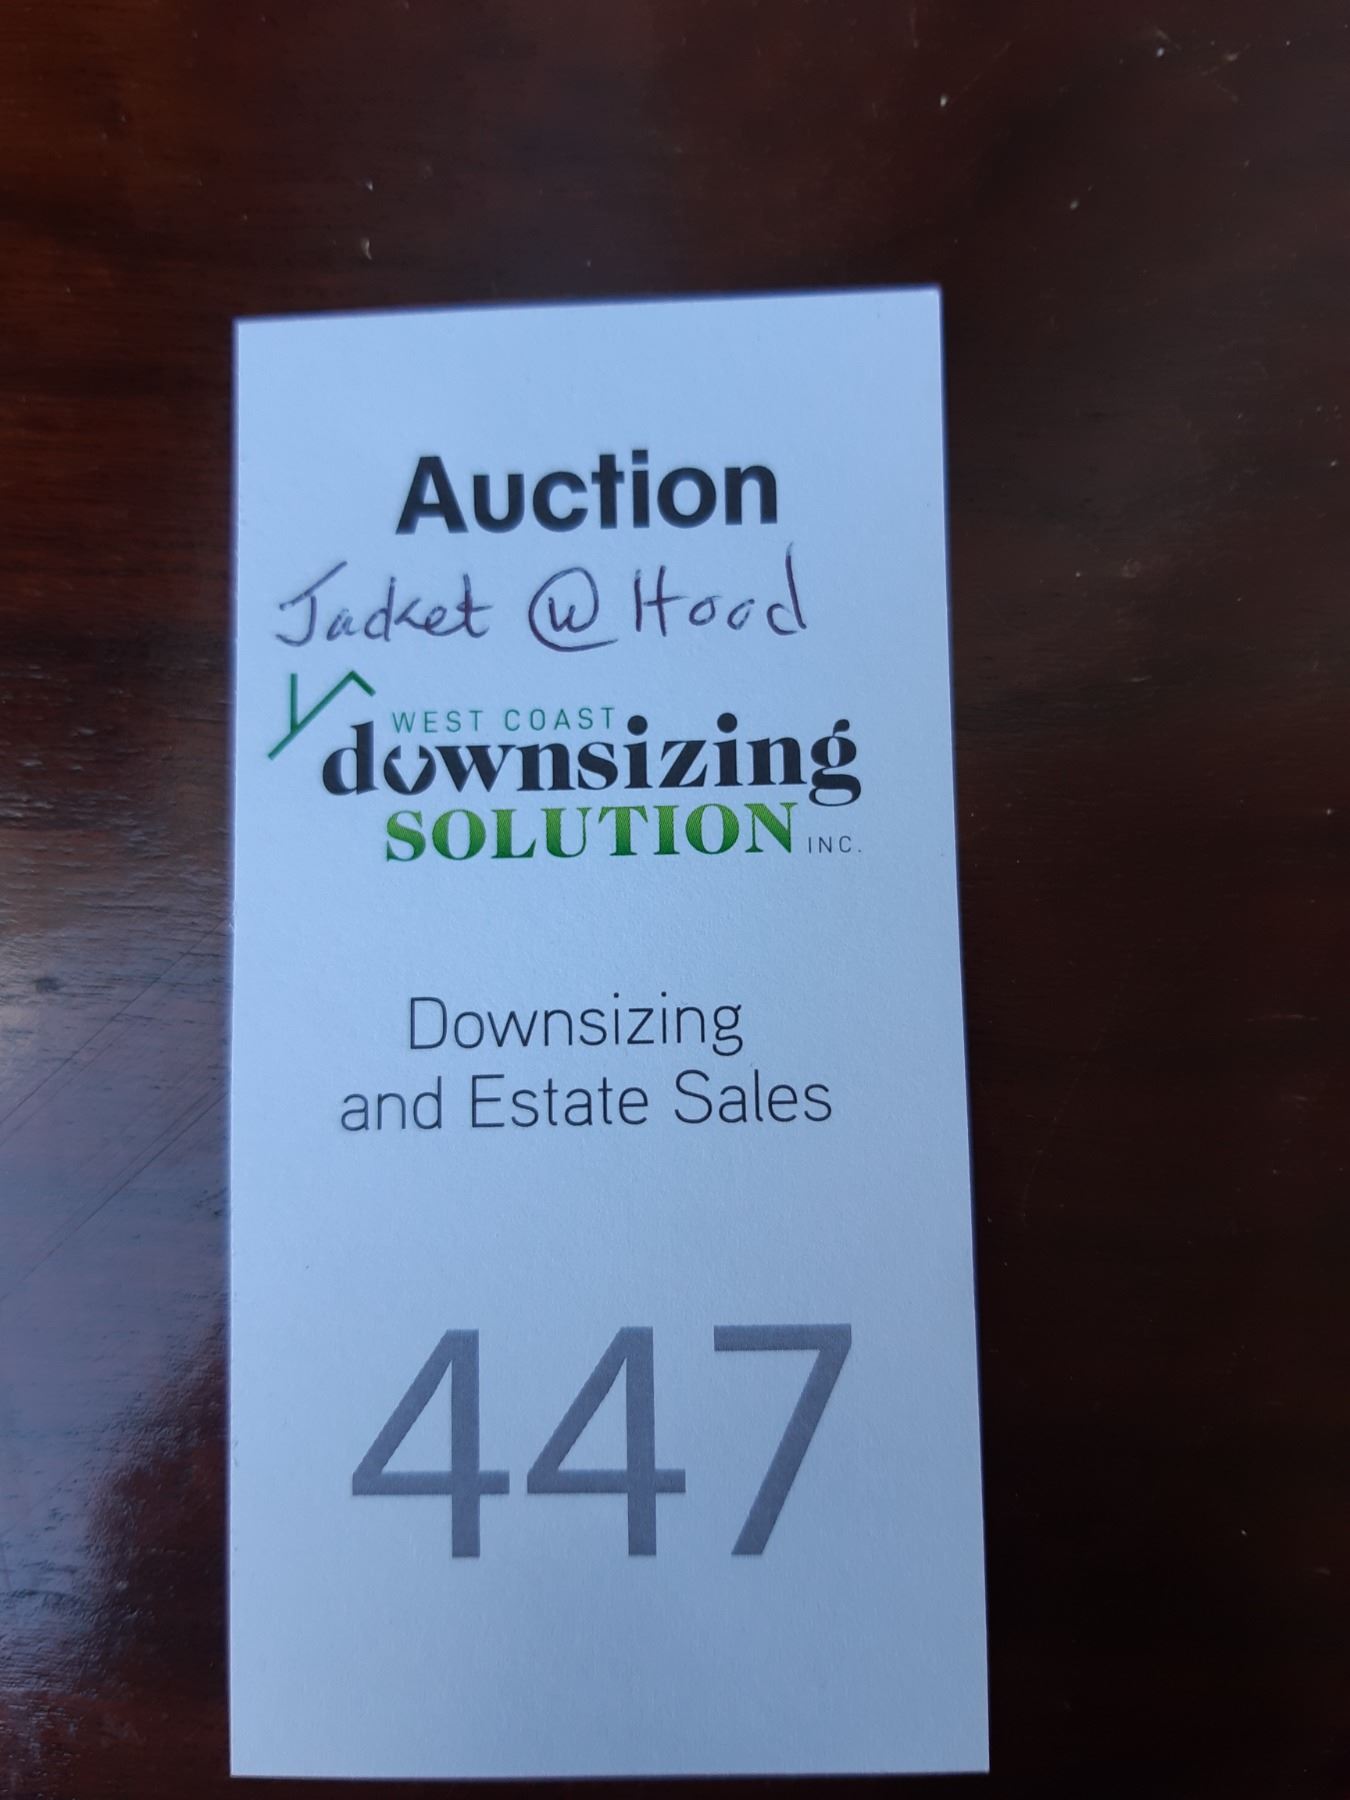 Auction
Jacket @ Hood
WEST COAST
downsizing
SOLUTION INC.
Downsizing
and Estate Sales
447